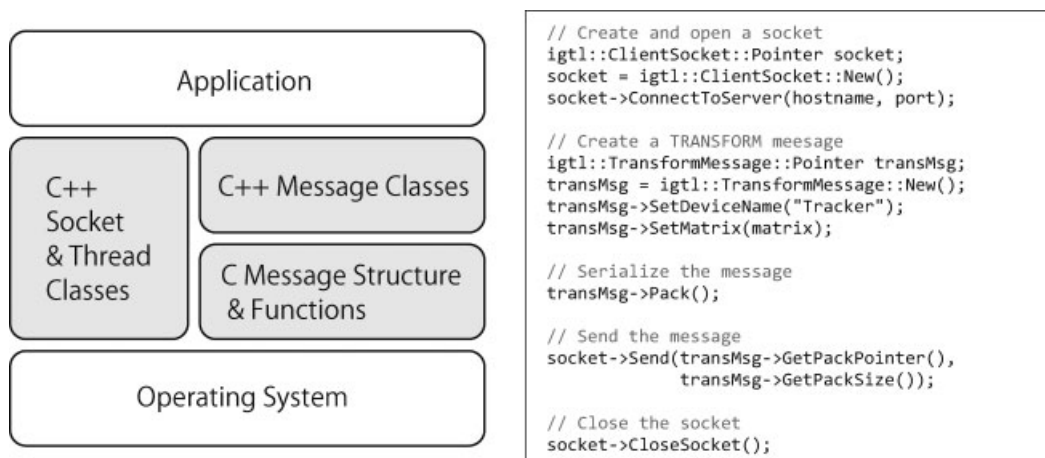 Application
C++
Socket
& Thread
Classes
C++ Message Classes
C Message Structure
& Functions
Operating System
// Create and open a socket
igtl::ClientSocket::Pointer socket;
socket = igtl::ClientSocket::New();
socket->ConnectToServer(hostname, port);
// Create a TRANSFORM meesage
igtl::TransformMessage::Pointer transMsg;
transMsg = igtl::TransformMessage::New();
transMsg->SetDeviceName("Tracker");
transMsg->SetMatrix(matrix);
// Serialize the message
transMsg->Pack();
// Send the message
socket->Send(transMsg->GetPackPointer(),
transMsg->GetPackSize());
// Close the socket
socket->CloseSocket();